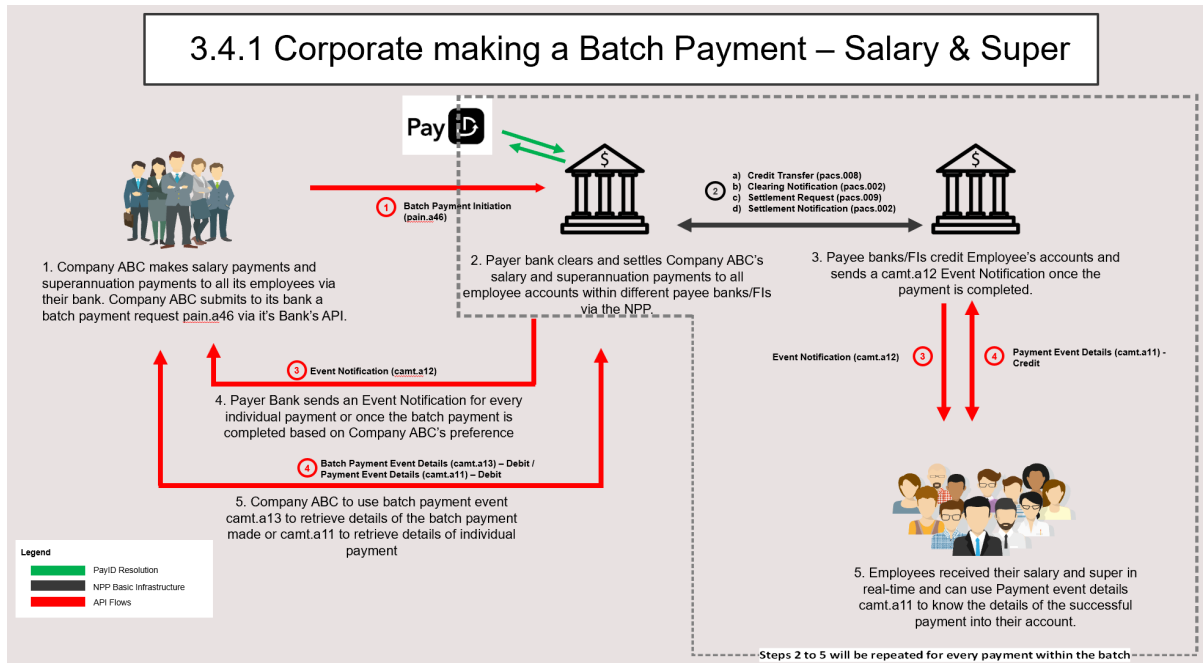 3.4.1 Corporate making a Batch Payment – Salary & Super
Pay
$
$
1
Batch Payment Initiation
(pain.a46)
2
a) Credit Transfer (pacs.008)
b) Clearing Notification (pacs.002)
c) Settlement Request (pacs.009)
d) Settlement Notification (pacs.002)
1. Company ABC makes salary payments and
superannuation payments to all its employees via
their bank. Company ABC submits to its bank a
batch payment request pain.a46 via it's Bank's API.
2. Payer bank clears and settles Company ABC's
salary and superannuation payments to all
employee accounts within different payee banks/FIs
via the NPP.
3. Payee banks/FIs credit Employee's accounts and
sends a camt.a12 Event Notification once the
payment is completed.
3 Event Notification (camt.a12)
4. Payer Bank sends an Event Notification for every
individual payment or once the batch payment is
completed based on Company ABC's preference
Event Notification (camt.a12) 3
4 Payment Event Details (camt.a11) -
Credit
4 Batch Payment Event Details (camt.a13) – Debit /
Payment Event Details (camt.a11) – Debit
5. Company ABC to use batch payment event
camt.a13 to retrieve details of the batch payment
made or camt.a11 to retrieve details of individual
payment
Legend
PayID Resolution
NPP Basic Infrastructure
API Flows
5. Employees received their salary and super in
real-time and can use Payment event details
camt.a11 to know the details of the successful
payment into their account.
Steps 2 to 5 will be repeated for every payment within the batch